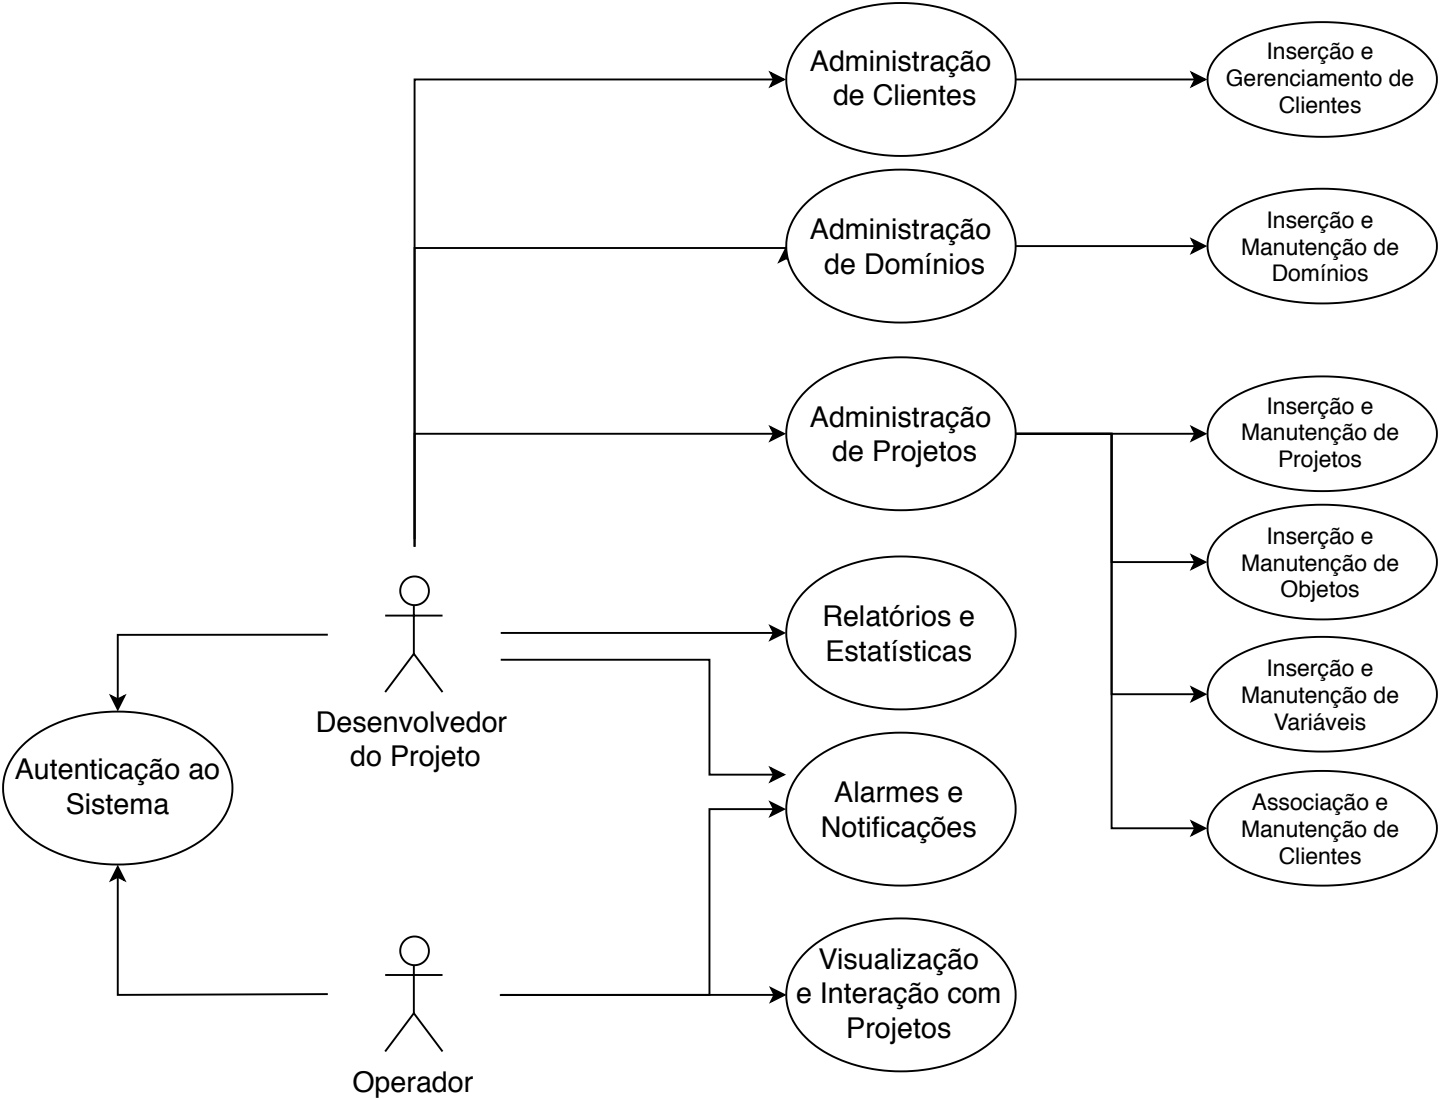 Administração
de Clientes
Inserção e
Gerenciamento de
Clientes
Administração
de Domínios
Inserção e
Manutenção de
Domínios
Administração
de Projetos
Inserção e
Manutenção de
Projetos
Inserção e
Manutenção de
Objetos
Relatórios e
Estatísticas
Inserção e
Manutenção de
Variáveis
Desenvolvedor
do Projeto
Autenticação ao
Sistema
Alarmes e
Notificações
Associação e
Manutenção de
Clientes
Visualização
e Interação com
Projetos
Operador